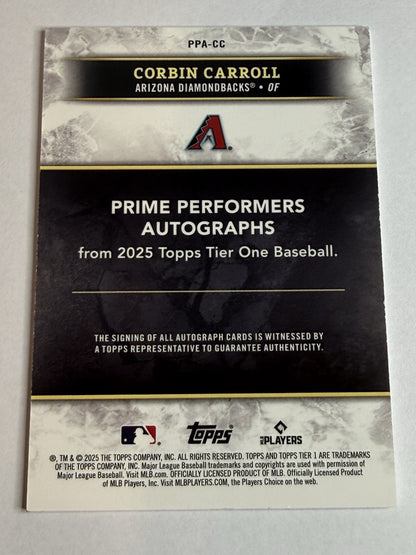 PPA-CC
CORBIN CARROLL
ARIZONA DIAMONDBACKS® • OF
A
PRIME PERFORMERS
AUTOGRAPHS
from 2025 Topps Tier One Baseball.
THE SIGNING OF ALL AUTOGRAPH CARDS IS WITNESSED BY
A TOPPS REPRESENTATIVE TO GUARANTEE AUTHENTICITY.
topps
PLAYERS
®, TM & © 2025 THE TOPPS COMPANY, INC. ALL RIGHTS RESERVED. TOPPS AND TOPPS TIER 1 ARE TRADEMARKS
OF THE TOPPS COMPANY, INC. Major League Baseball trademarks and copyrights are used with permission of
Major League Baseball. Visit MLB.com. OFFICIALLY LICENSED PRODUCT OF MLB. Officially Licensed Product
of MLB Players, Inc. Visit MLBPLAYERS.COM, the Players Choice on the web.